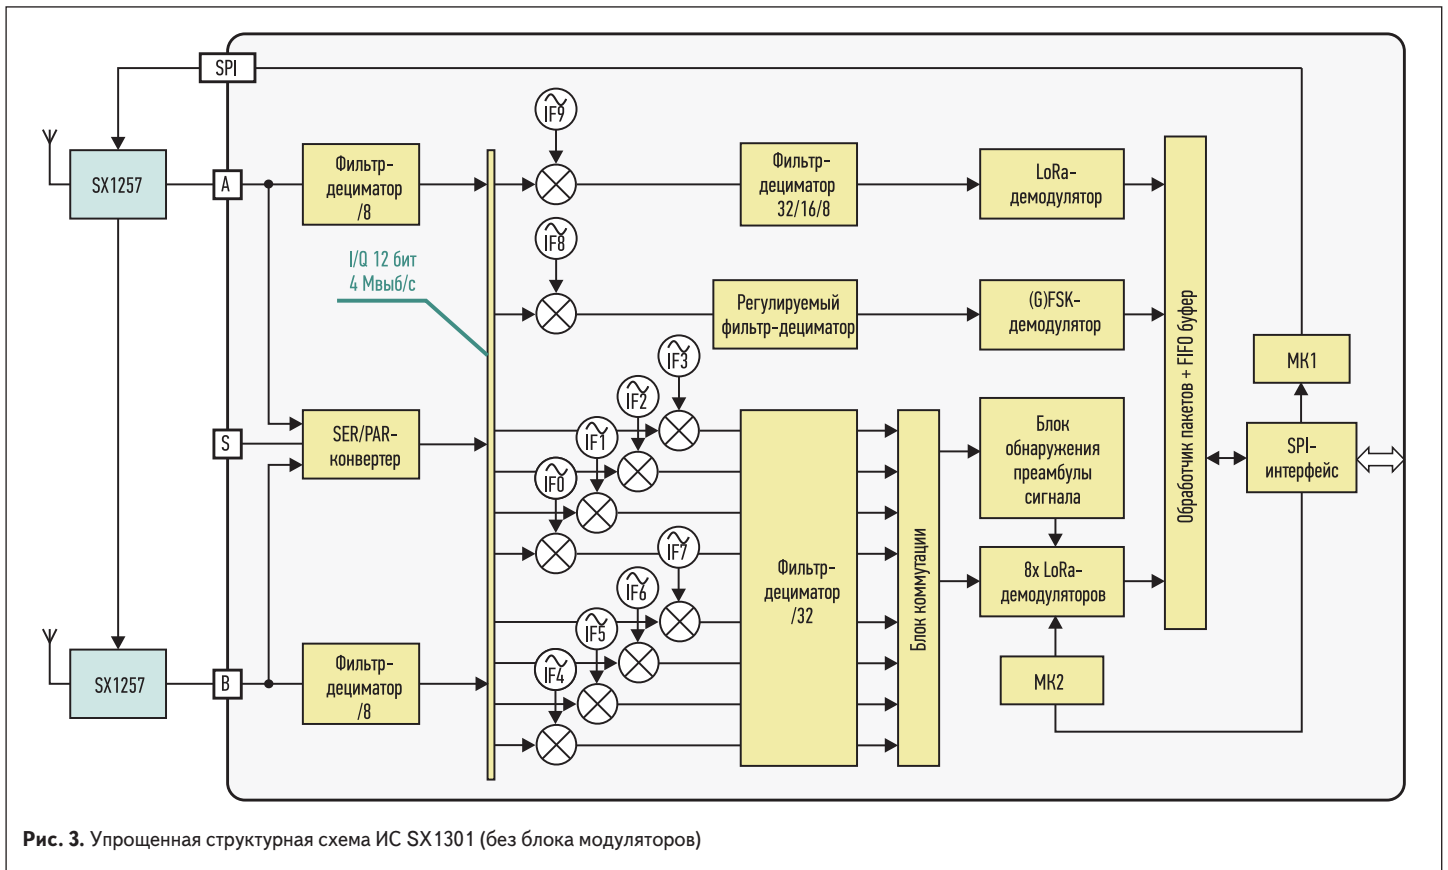 SPI
IF9
SX1257
A
Фильтр-
дециматор
/8
Фильтр-
дециматор
32/16/8
LoRa-
демодулятор
IF8
I/Q 12 бит
4 Мвыб/с
Регулируемый
фильтр-дециматор
(G)FSK-
демодулятор
Обработчик пакетов + FIFO буфер
МК1
IF3
IF2
IF1
IF0
S
SER/PAR-
конвертер
Блок
обнаружения
преамбулы
сигнала
SPI-
интерфейс
IF7
IF6
IF5
IF4
Фильтр-
дециматор
/32
Блок коммутации
8x LoRa-
демодуляторов
МК2
SX1257
B
Фильтр-
дециматор
/8
Рис. 3. Упрощенная структурная схема ИС SX1301 (без блока модуляторов)